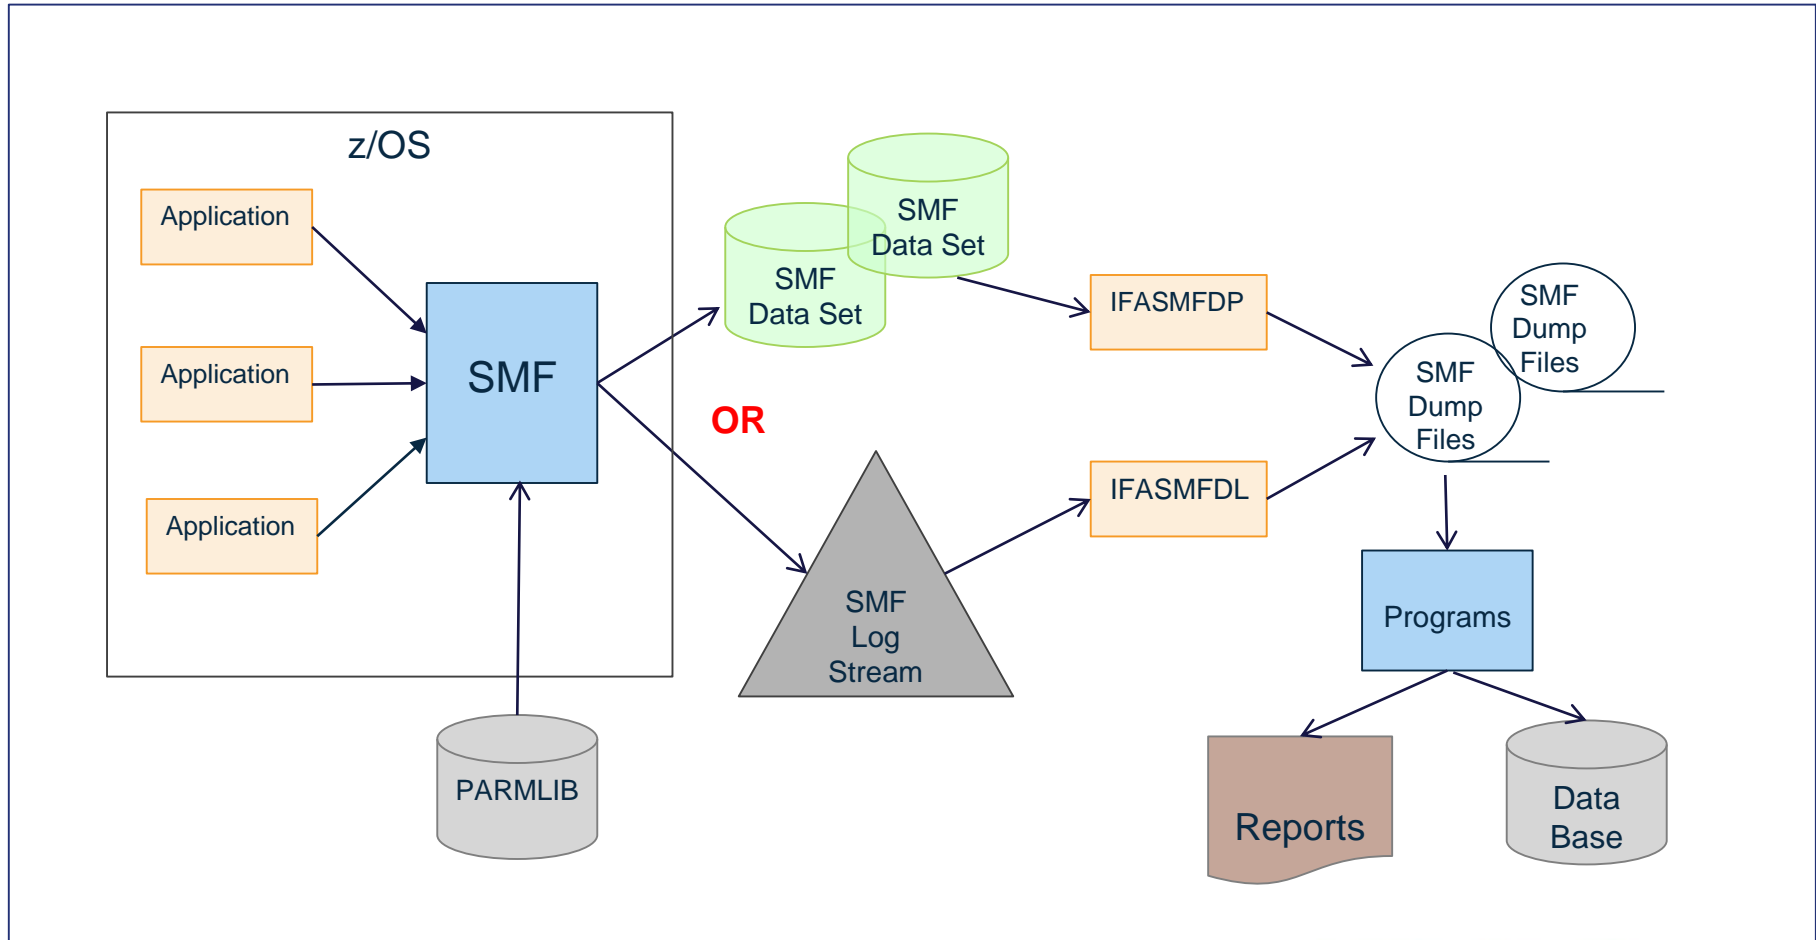 z/OS
Application
Application
Application
SMF
PARMLIB
SMF
Data Set
SMF
Data Set
OR
SMF
Log
Stream
IFASMFDP
IFASMFDL
SMF
Dump
Files
SMF
Dump
Files
Programs
Reports
Data
Base